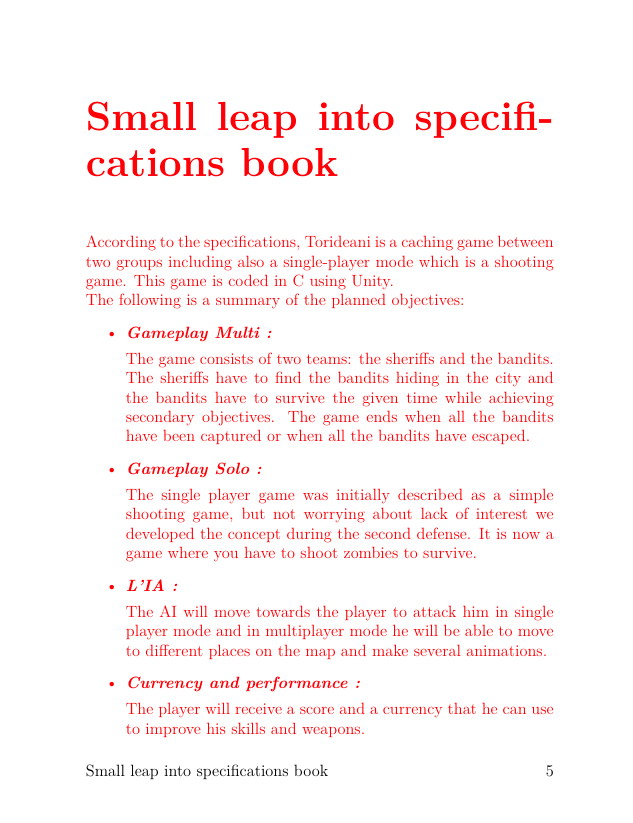 Small leap into specifi-
cations book
According to the specifications, Torideani is a caching game between
two groups including also a single-player mode which is a shooting
game. This game is coded in C using Unity.
The following is a summary of the planned objectives:
• Gameplay Multi :
The game consists of two teams: the sheriffs and the bandits.
The sheriffs have to find the bandits hiding in the city and
the bandits have to survive the given time while achieving
secondary objectives. The game ends when all the bandits
have been captured or when all the bandits have escaped.
• Gameplay Solo :
The single player game was initially described as a simple
shooting game, but not worrying about lack of interest we
developed the concept during the second defense. It is now a
game where you have to shoot zombies to survive.
• L'IA :
The AI will move towards the player to attack him in single
player mode and in multiplayer mode he will be able to move
to different places on the map and make several animations.
• Currency and performance :
The player will receive a score and a currency that he can use
to improve his skills and weapons.
Small leap into specifications book 5